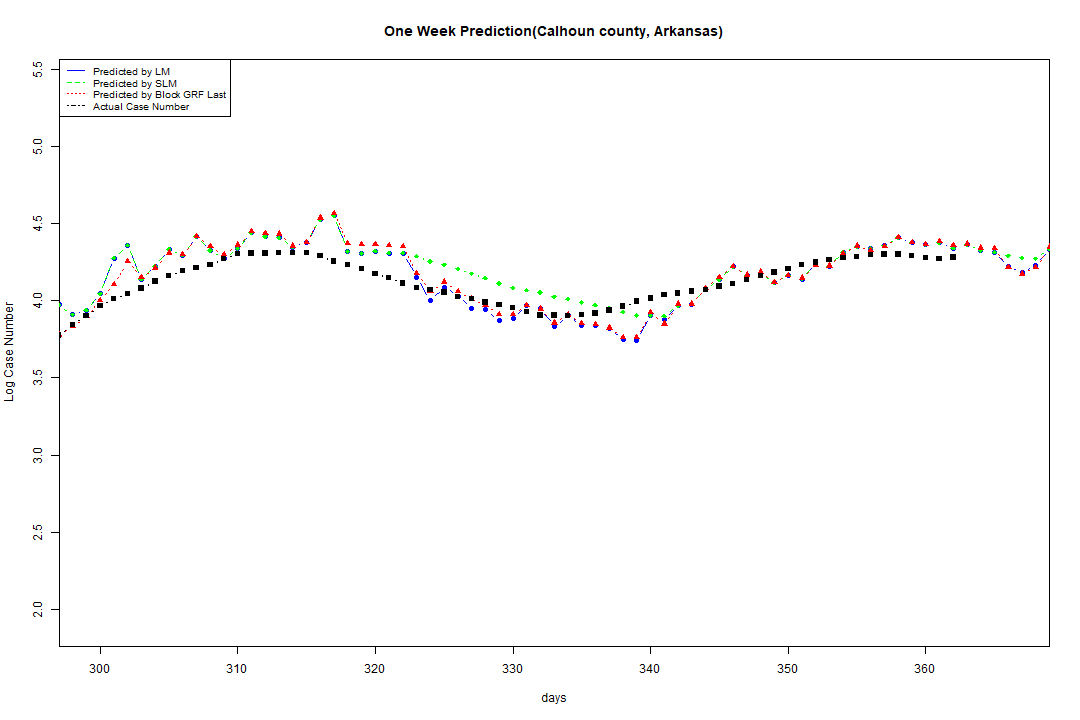 One Week Prediction(Calhoun county, Arkansas)
Predicted by LM
Predicted by SLM
Predicted by Block GRF Last
Actual Case Number
5.5
5.0
4.5
4.0
3.5
3.0
2.5
2.0
Log Case Number
300 310 320 330 340 350 360
days